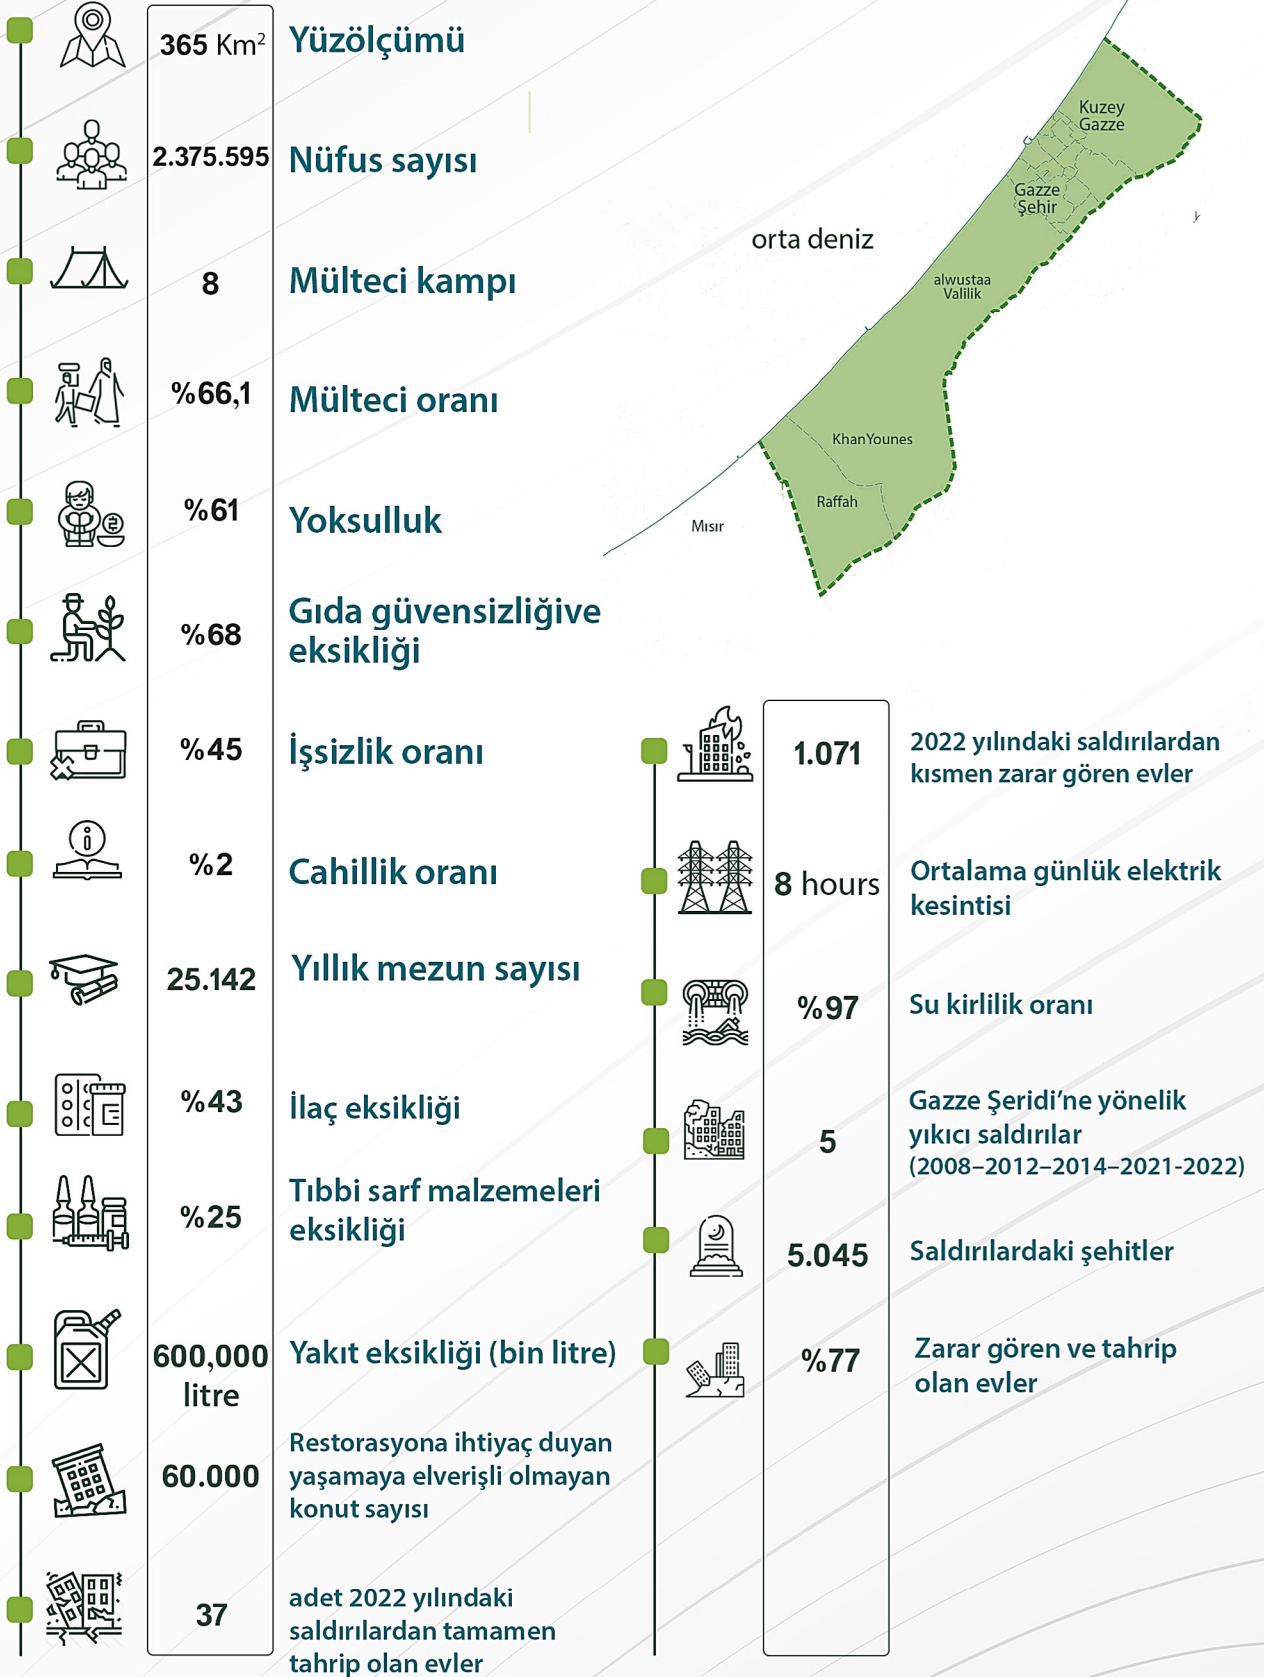 365 Km²
Yüzölçümü
2.375.595
Nüfus sayısı
8
Mülteci kampı
%66,1
Mülteci oranı
%61
Yoksulluk
%68
Gıda güvensizliğive
eksikliği
%45
İşsizlik oranı
%2
Cahillik oranı
25.142
Yıllık mezun sayısı
%43
İlaç eksikliği
%25
Tıbbi sarf malzemeleri
eksikliği
600,000
litre
Yakıt eksikliği (bin litre)
60.000
Restorasyona ihtiyaç duyan
yaşamaya elverişli olmayan
konut sayısı
37
adet 2022 yılındaki
saldırılardan tamamen
tahrip olan evler
Kuzey
Gazze
Gazze
Şehir
orta deniz
alwustaa
Valilik
KhanYounes
Raffah
Mısır
y
1.071
2022 yılındaki saldırılardan
kısmen zarar gören evler
8 hours
Ortalama günlük elektrik
kesintisi
%97
Su kirlilik oranı
5
Gazze Şeridi’ne yönelik
yıkıcı saldırılar
(2008–2012–2014–2021-2022)
5.045
Saldırılardaki şehitler
%77
Zarar gören ve tahrip
olan evler